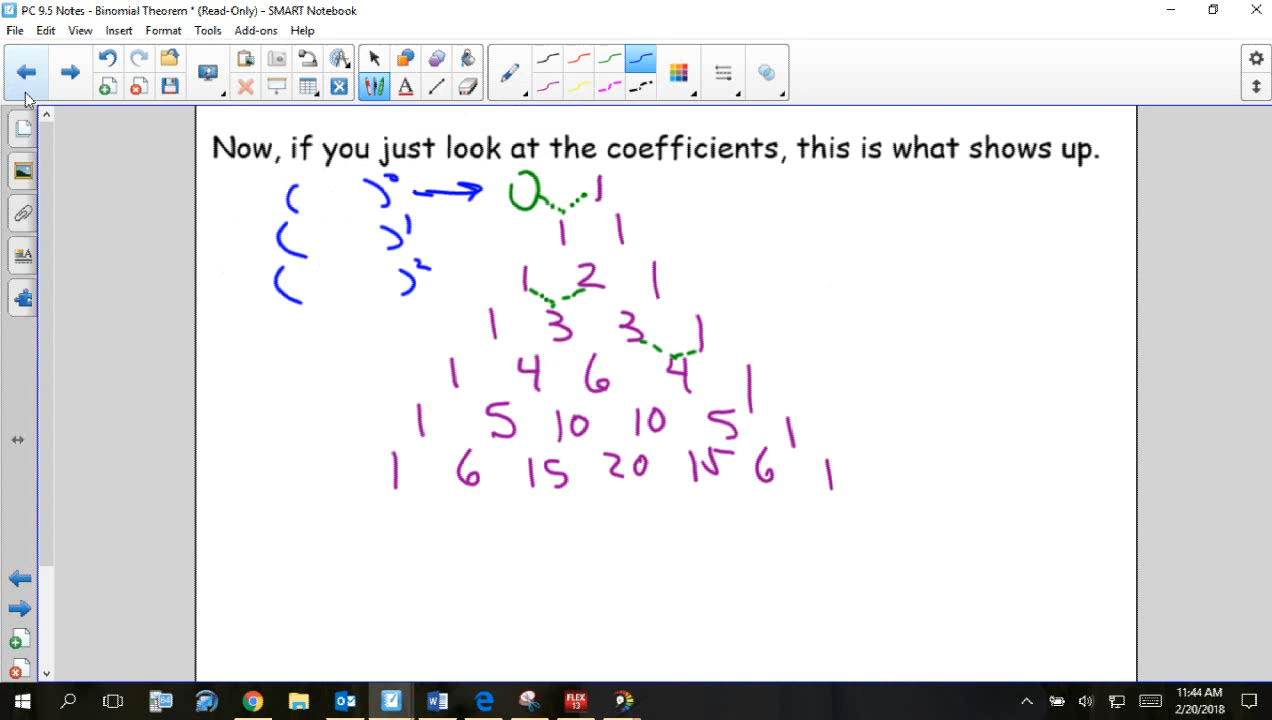 PC 9.5 Notes - Binomial Theorem * (Read-Only) - SMART Notebook
File Edit View Insert Format Tools Add-ons Help
Now, if you just look at the coefficients, this is what shows up.
( )⁰ → 0 1
( )¹ 1 1
( )² 1 2 1
1 3 3 1
1 4 6 4 1
1 5 10 10 5 1
1 6 15 20 15 6 1
FLEX
13
11:44 AM
2/20/2018